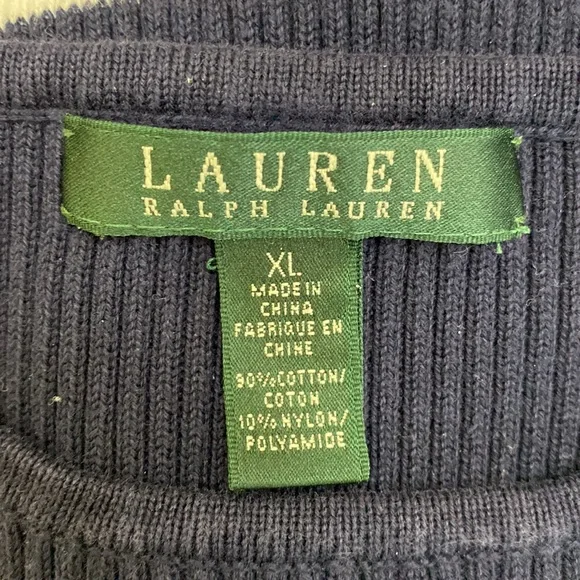 LAUREN
RALPH LAUREN
XL
MADE IN
CHINA
FABRIQUE EN
CHINE
90%COTTON/
COTON
10%NYLON/
POLYAMIDE